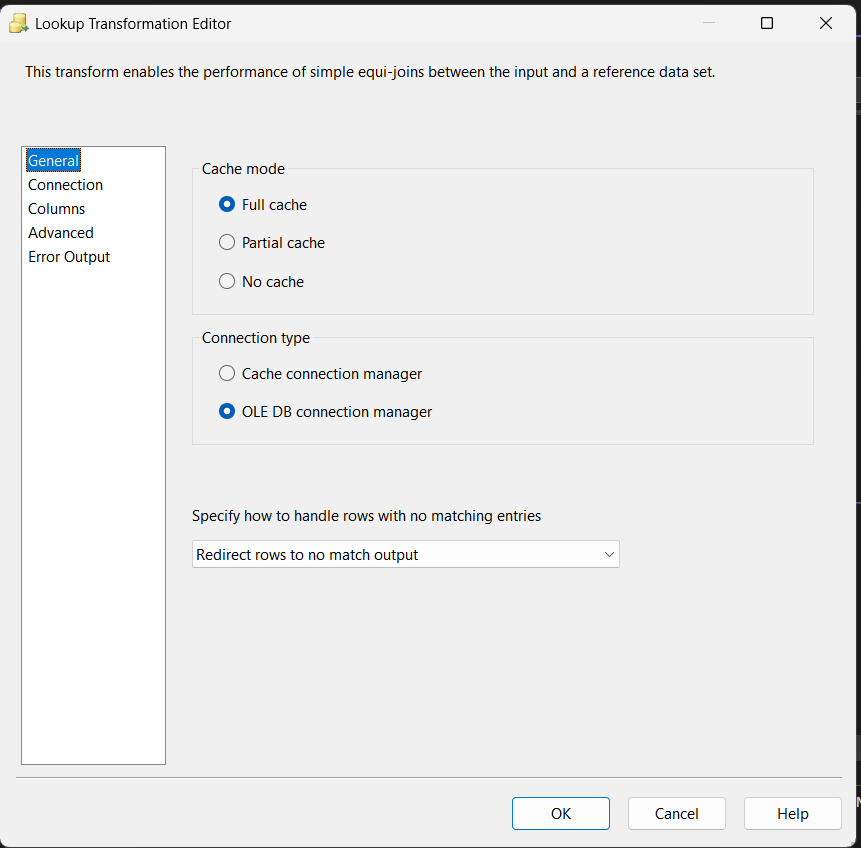 Lookup Transformation Editor
This transform enables the performance of simple equi-joins between the input and a reference data set.
General
Connection
Columns
Advanced
Error Output
Cache mode
Full cache
Partial cache
No cache
Connection type
Cache connection manager
OLE DB connection manager
Specify how to handle rows with no matching entries
Redirect rows to no match output
OK
Cancel
Help